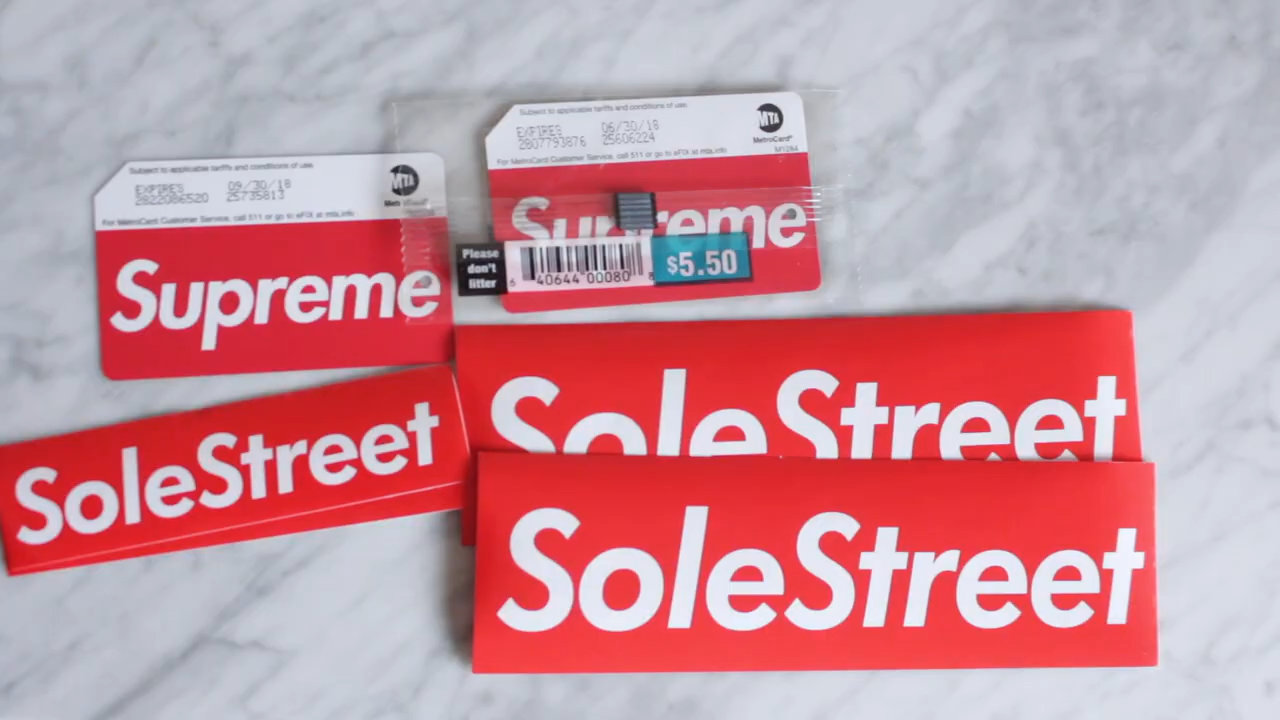 Subject to applicable tariffs and conditions of use.
EXPIRES 09/30/18
2822086520 25735813
MTA
For MetroCard Customer Service, call 511 or go to eFIX at mta.info
Supreme
Subject to applicable tariffs and conditions of use.
EXPIRES 06/30/18
2807793876 25606224
MTA
MetroCard®
For MetroCard Customer Service, call 511 or go to eFIX at mta.info
Supreme
Please
don't
litter
6 40644 00080 8
$5.50
SoleStreet
SoleStreet
SoleStreet